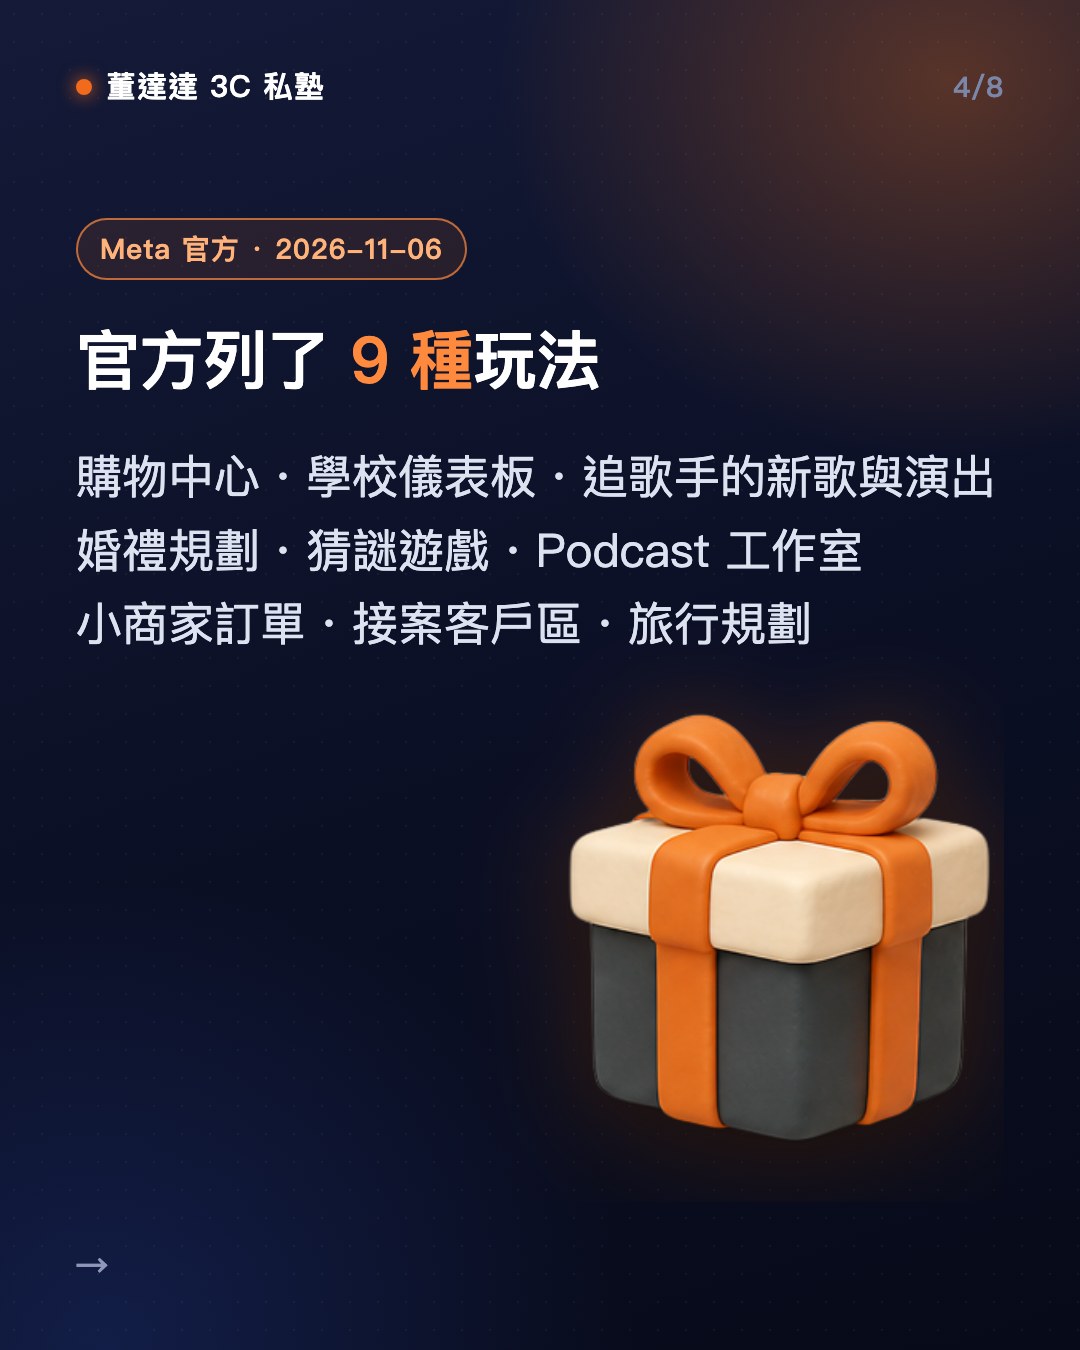 董達達 3C 私塾
4/8
Meta 官方 · 2026-11-06
官方列了 9 種玩法
購物中心 · 學校儀表板 · 追歌手的新歌與演出
婚禮規劃 · 猜謎遊戲 · Podcast 工作室
小商家訂單 · 接案客戶區 · 旅行規劃
→